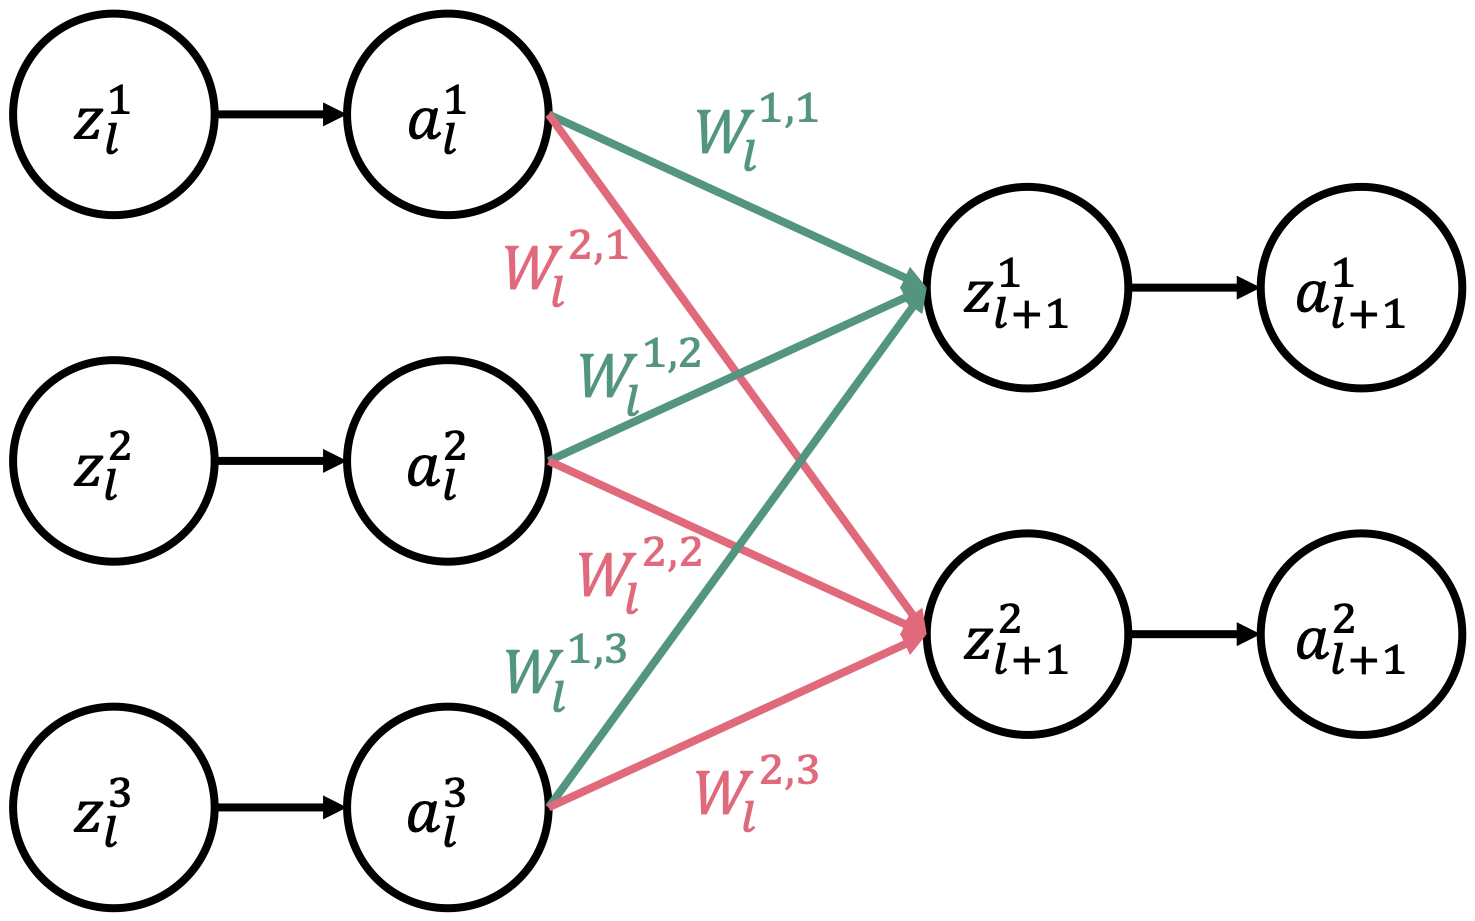 z_l^1
a_l^1
W_l^{1,1}
W_l^{2,1}
z_{l+1}^1
a_{l+1}^1
W_l^{1,2}
z_l^2
a_l^2
W_l^{2,2}
W_l^{1,3}
z_{l+1}^2
a_{l+1}^2
z_l^3
a_l^3
W_l^{2,3}